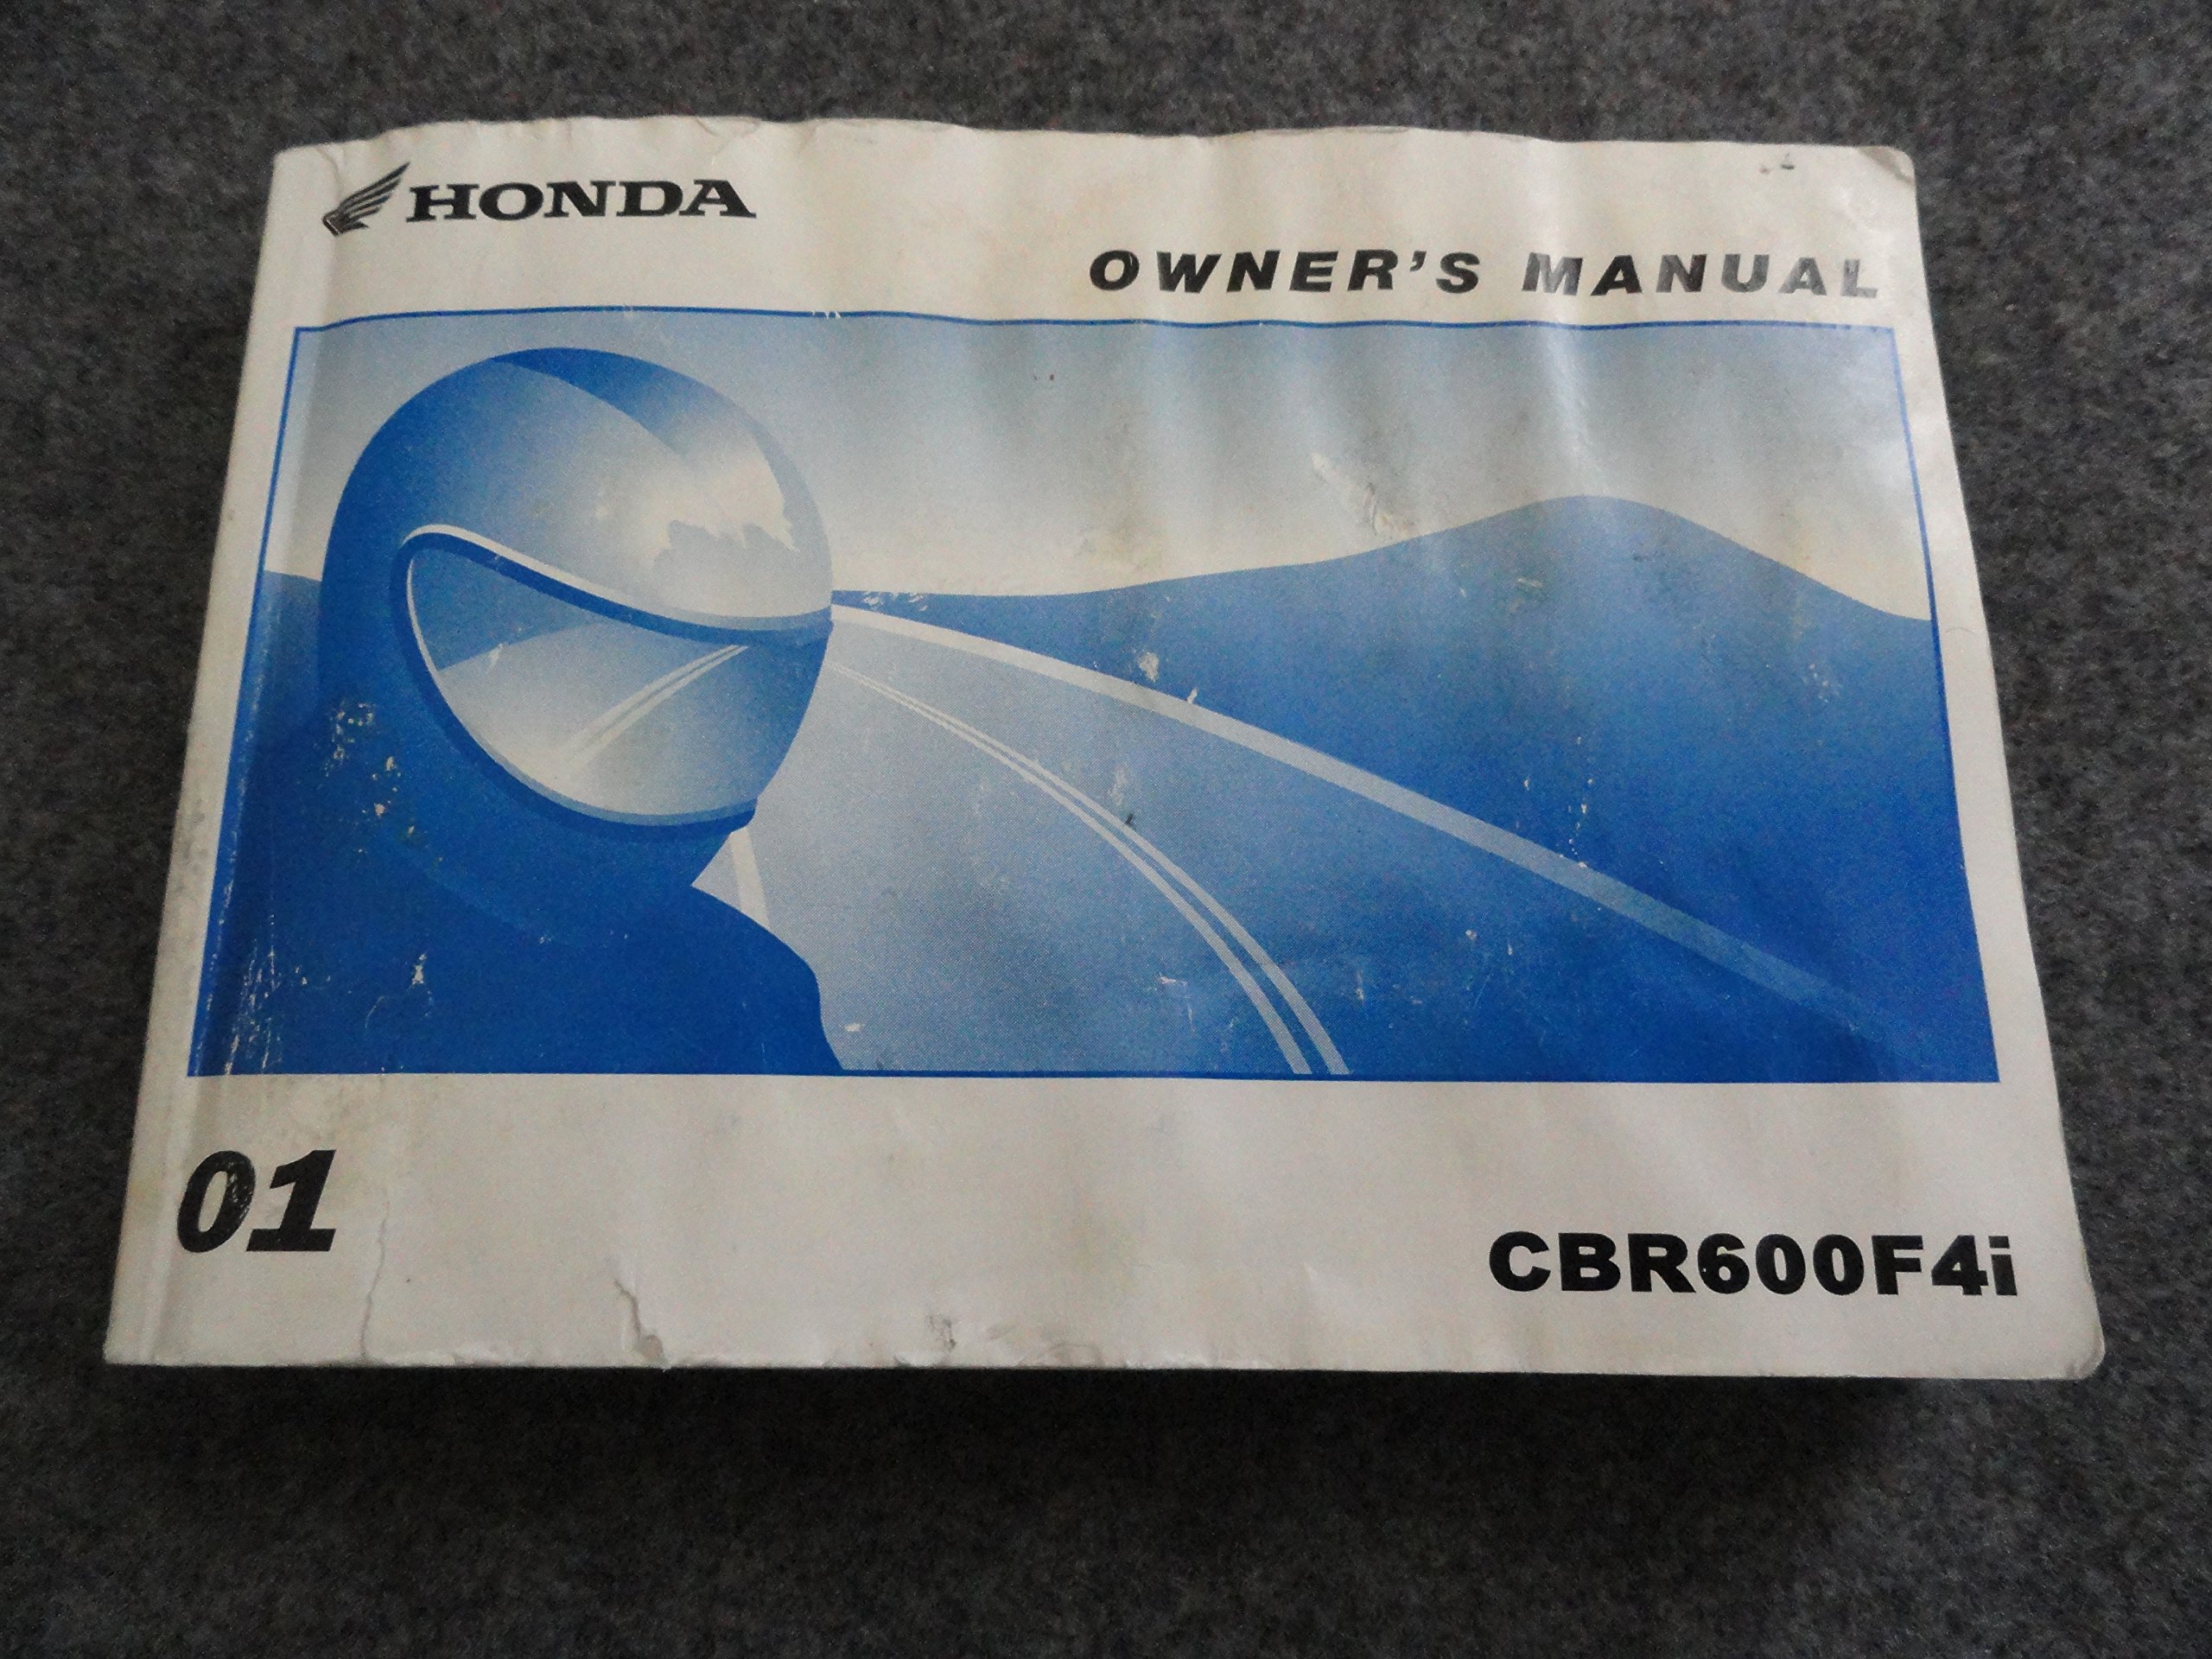 HONDA
OWNER'S MANUAL
01
CBR600F4i